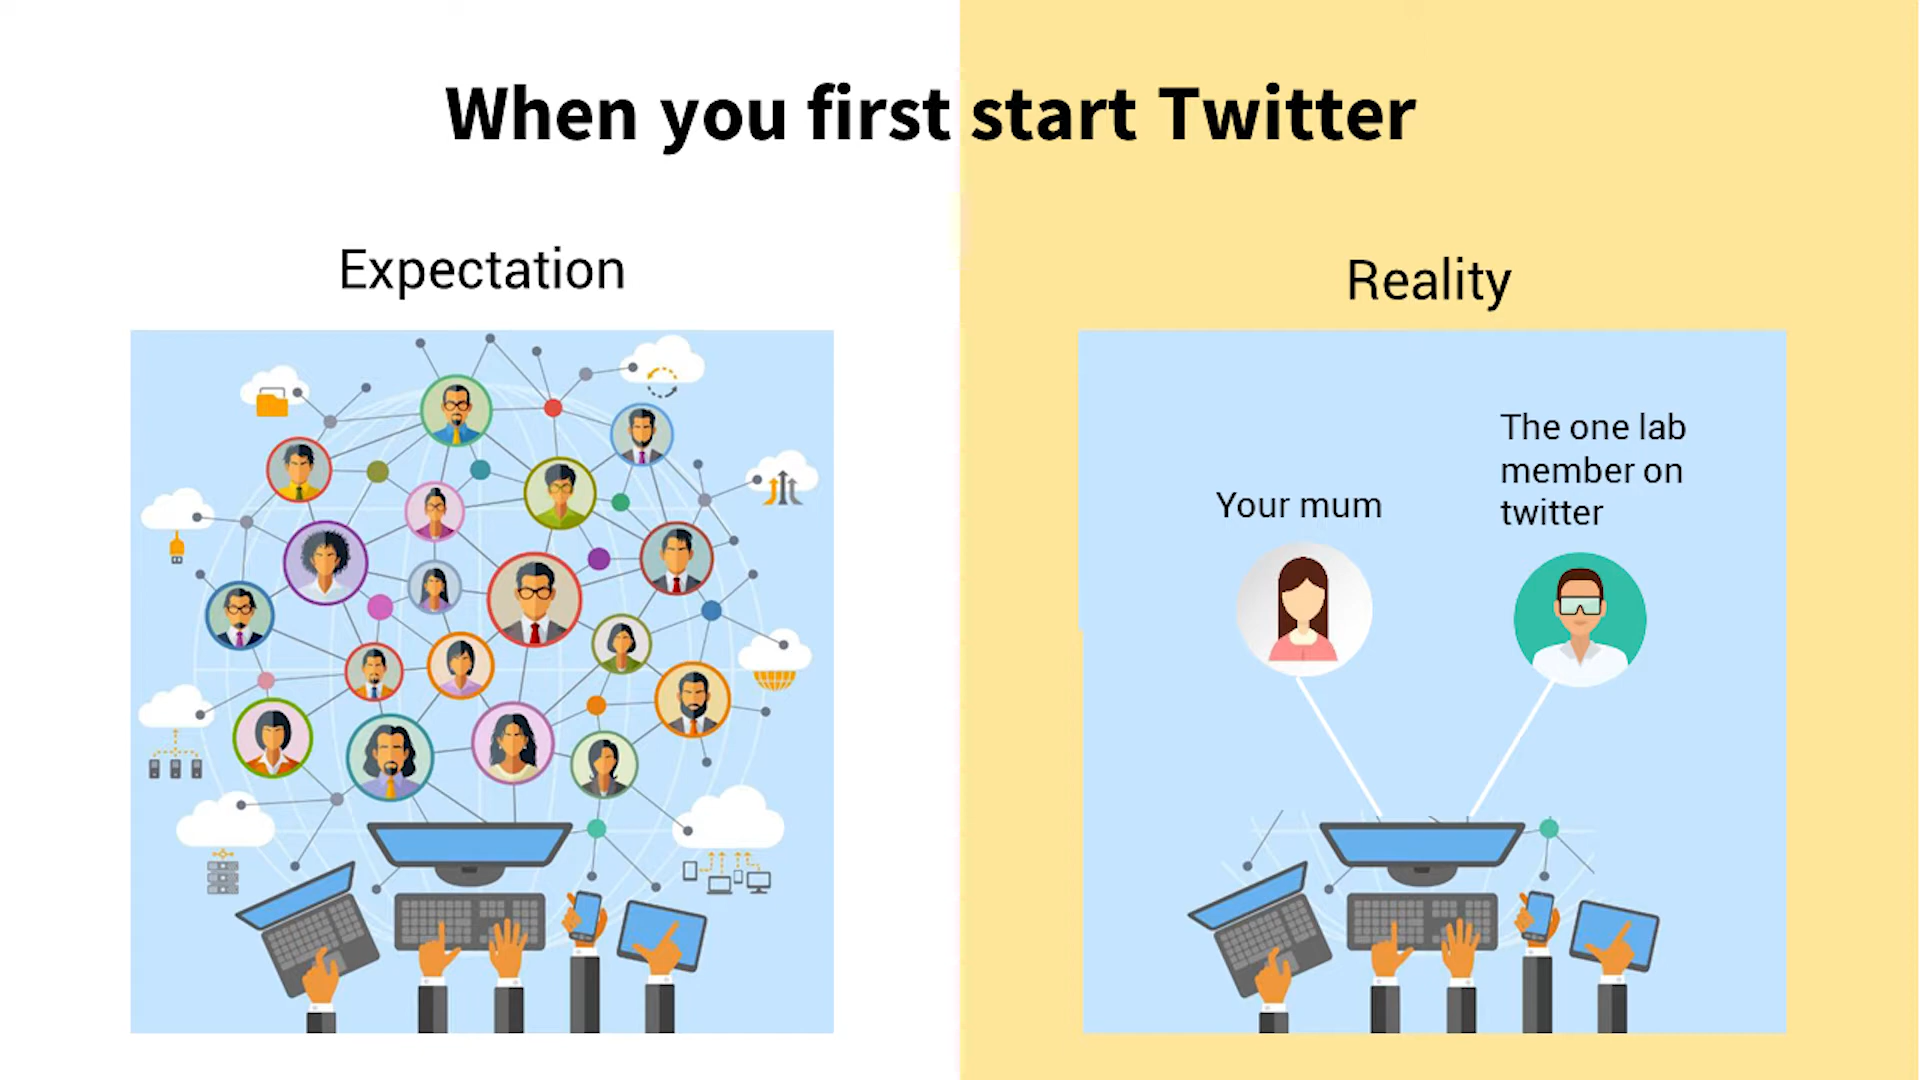 When you first start Twitter
Expectation
Reality
Your mum
The one lab
member on
twitter